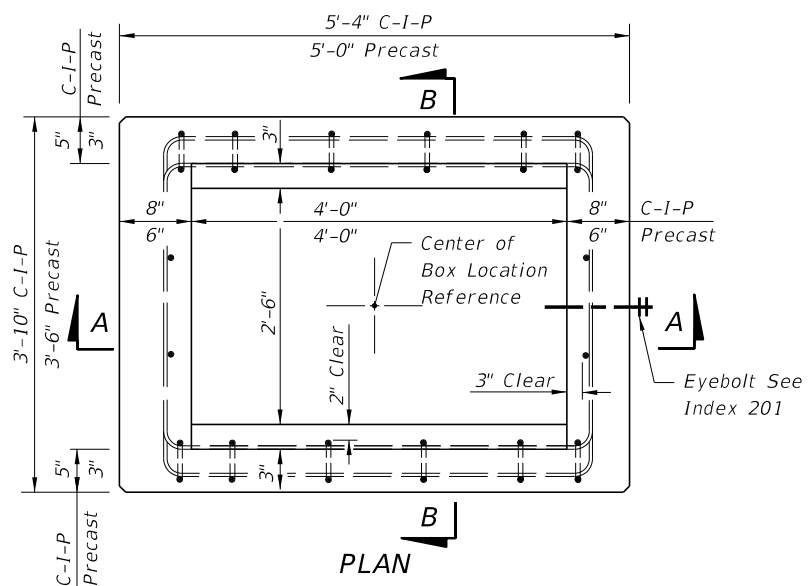 5'-4" C-I-P
5'-0" Precast
C-I-P
Precast
B
5"
3"
3"
8"
6"
4'-0"
4'-0"
8"
6"
C-I-P
Precast
Center of
Box Location
Reference
3'-10" C-I-P
3'-6" Precast
A
2'-6"
2" Clear
3" Clear
A
Eyebolt See
Index 201
5"
3"
3"
C-I-P
Precast
B
PLAN